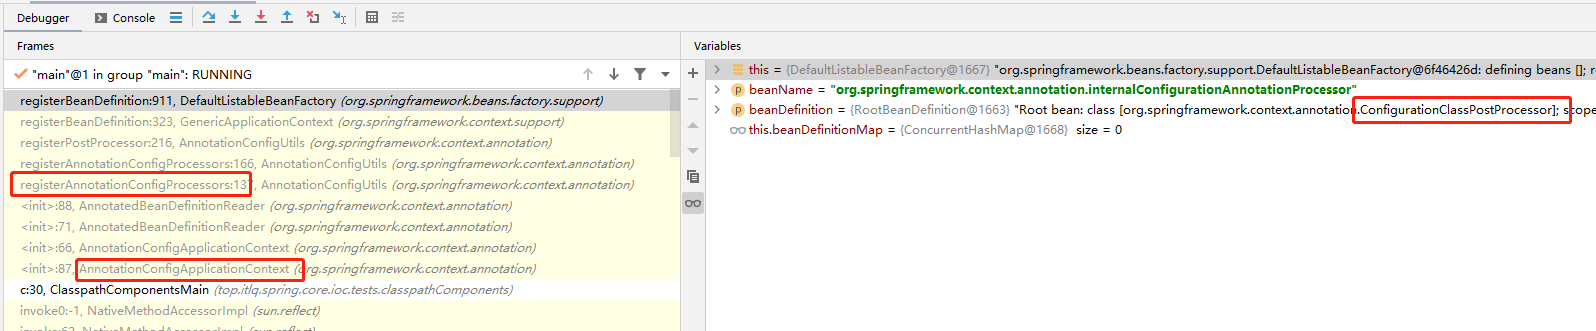 Debugger
Console
Frames
Variables
"main"@1 in group "main": RUNNING
registerBeanDefinition:911, DefaultListableBeanFactory (org.springframework.beans.factory.support)
registerBeanDefinition:323, GenericApplicationContext (org.springframework.context.support)
registerPostProcessor:216, AnnotationConfigUtils (org.springframework.context.annotation)
registerAnnotationConfigProcessors:166, AnnotationConfigUtils (org.springframework.context.annotation)
registerAnnotationConfigProcessors:137, AnnotationConfigUtils (org.springframework.context.annotation)
<init>:88, AnnotatedBeanDefinitionReader (org.springframework.context.annotation)
<init>:71, AnnotatedBeanDefinitionReader (org.springframework.context.annotation)
<init>:66, AnnotationConfigApplicationContext (org.springframework.context.annotation)
<init>:87, AnnotationConfigApplicationContext (org.springframework.context.annotation)
c:30, ClasspathComponentsMain (top.itlq.spring.core.ioc.tests.classpathComponents)
invoke0:-1, NativeMethodAccessorImpl (sun.reflect)
invoke:62, NativeMethodAccessorImpl (sun.reflect)
this = {DefaultListableBeanFactory@1667} "org.springframework.beans.factory.support.DefaultListableBeanFactory@6f46426d: defining beans []; r
beanName = "org.springframework.context.annotation.internalConfigurationAnnotationProcessor"
beanDefinition = {RootBeanDefinition@1663} "Root bean: class [org.springframework.context.annotation.ConfigurationClassPostProcessor]; scope
this.beanDefinitionMap = {ConcurrentHashMap@1668} size = 0